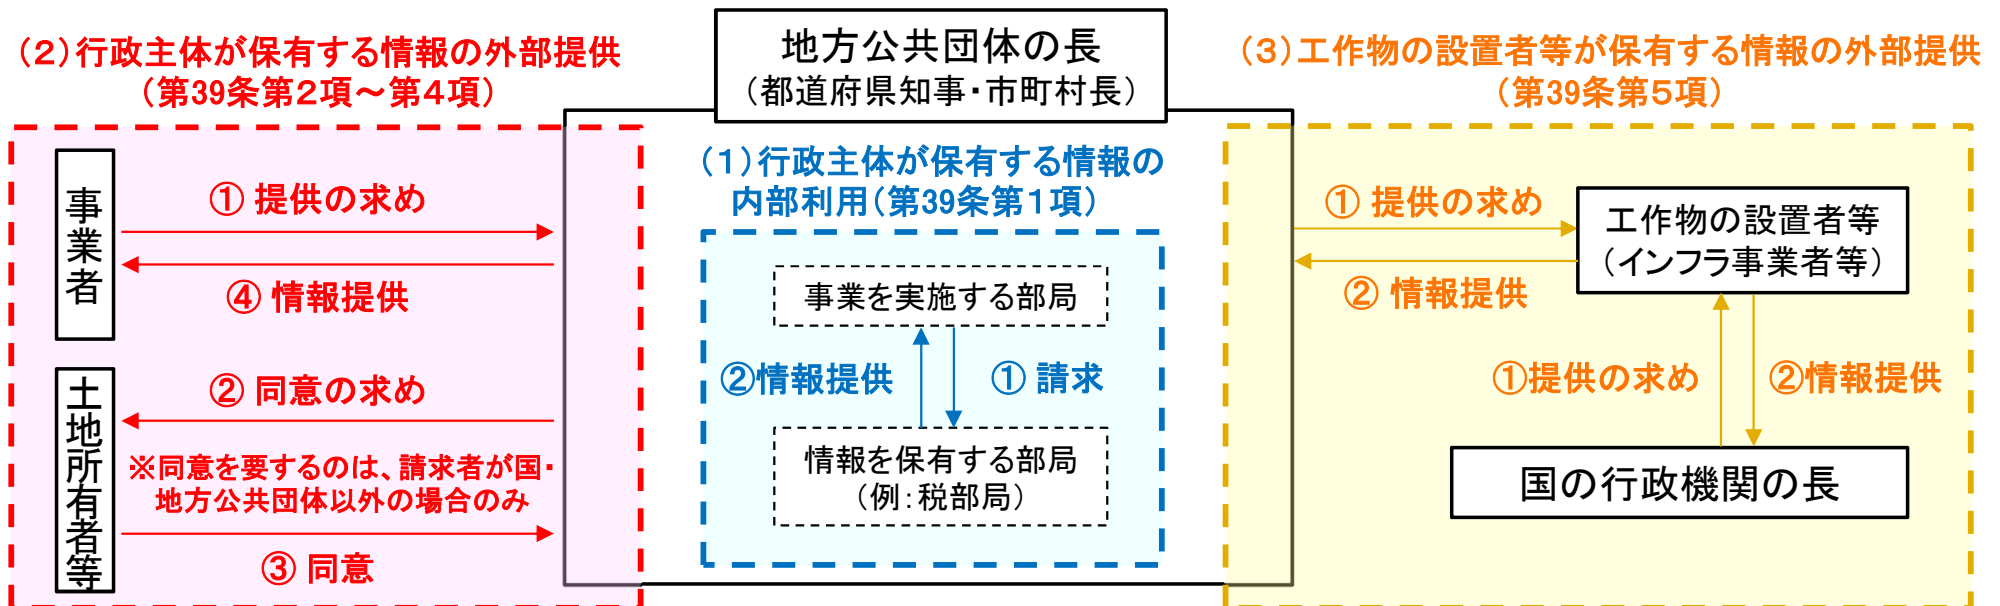 地方公共団体の長
（都道府県知事・市町村長）
（２）行政主体が保有する情報の外部提供
（第39条第２項～第４項）
事業者
① 提供の求め
④ 情報提供
土地所有者等
② 同意の求め
※同意を要するのは、請求者が国・
地方公共団体以外の場合のみ
③ 同意
（１）行政主体が保有する情報の
内部利用（第39条第１項）
事業を実施する部局
②情報提供
① 請求
情報を保有する部局
（例：税部局）
（３）工作物の設置者等が保有する情報の外部提供
（第39条第５項）
① 提供の求め
② 情報提供
工作物の設置者等
（インフラ事業者等）
①提供の求め
②情報提供
国の行政機関の長